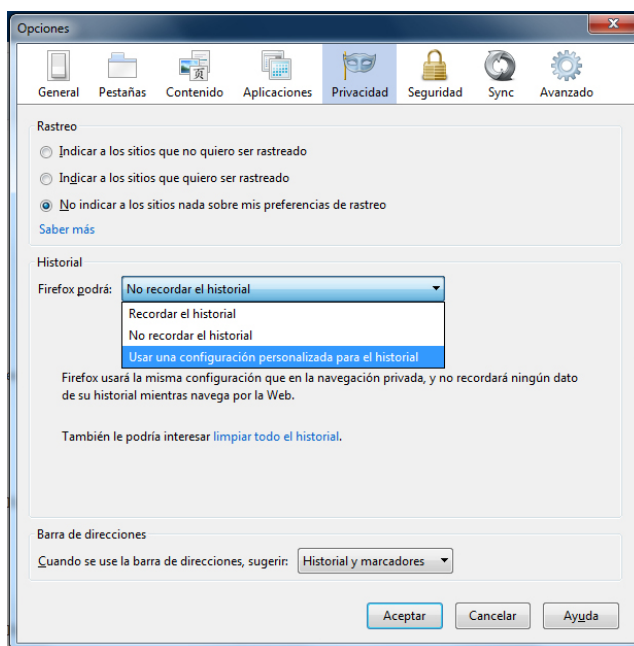 Opciones
General Pestañas Contenido Aplicaciones Privacidad Seguridad Sync Avanzado
Rastreo
Indicar a los sitios que no quiero ser rastreado
Indicar a los sitios que quiero ser rastreado
No indicar a los sitios nada sobre mis preferencias de rastreo
Saber más
Historial
Firefox podrá: No recordar el historial
Recordar el historial
No recordar el historial
Usar una configuración personalizada para el historial
Firefox usará la misma configuración que en la navegación privada, y no recordará ningún dato
de su historial mientras navega por la Web.
También le podría interesar limpiar todo el historial.
Barra de direcciones
Cuando se use la barra de direcciones, sugerir: Historial y marcadores
Aceptar Cancelar Ayuda